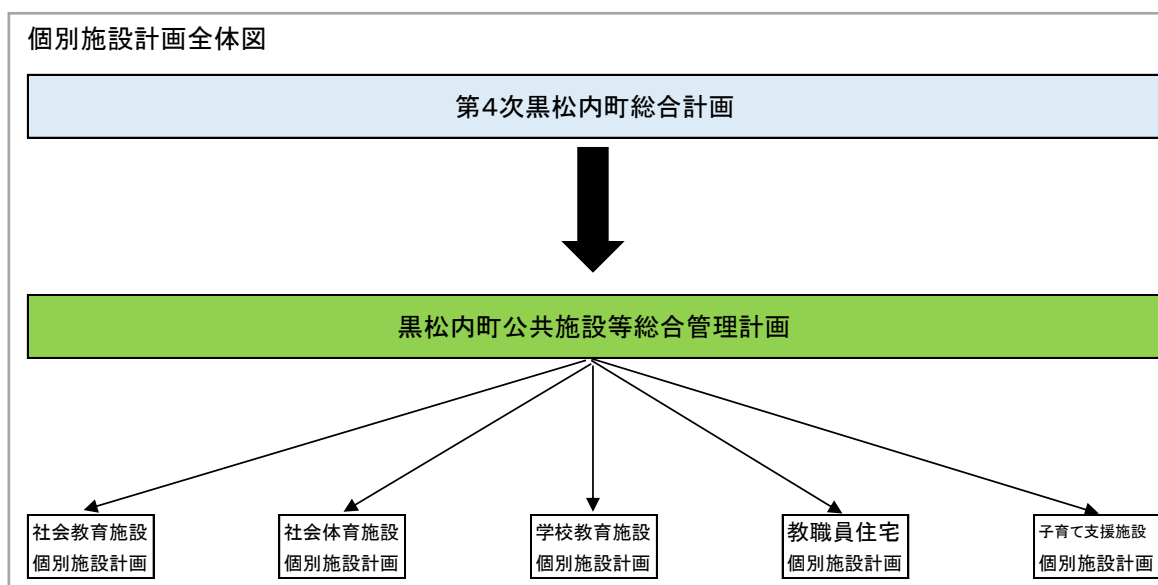 個別施設計画全体図
第4次黒松内町総合計画
黒松内町公共施設等総合管理計画
社会教育施設
個別施設計画
社会体育施設
個別施設計画
学校教育施設
個別施設計画
教職員住宅
個別施設計画
子育て支援施設
個別施設計画